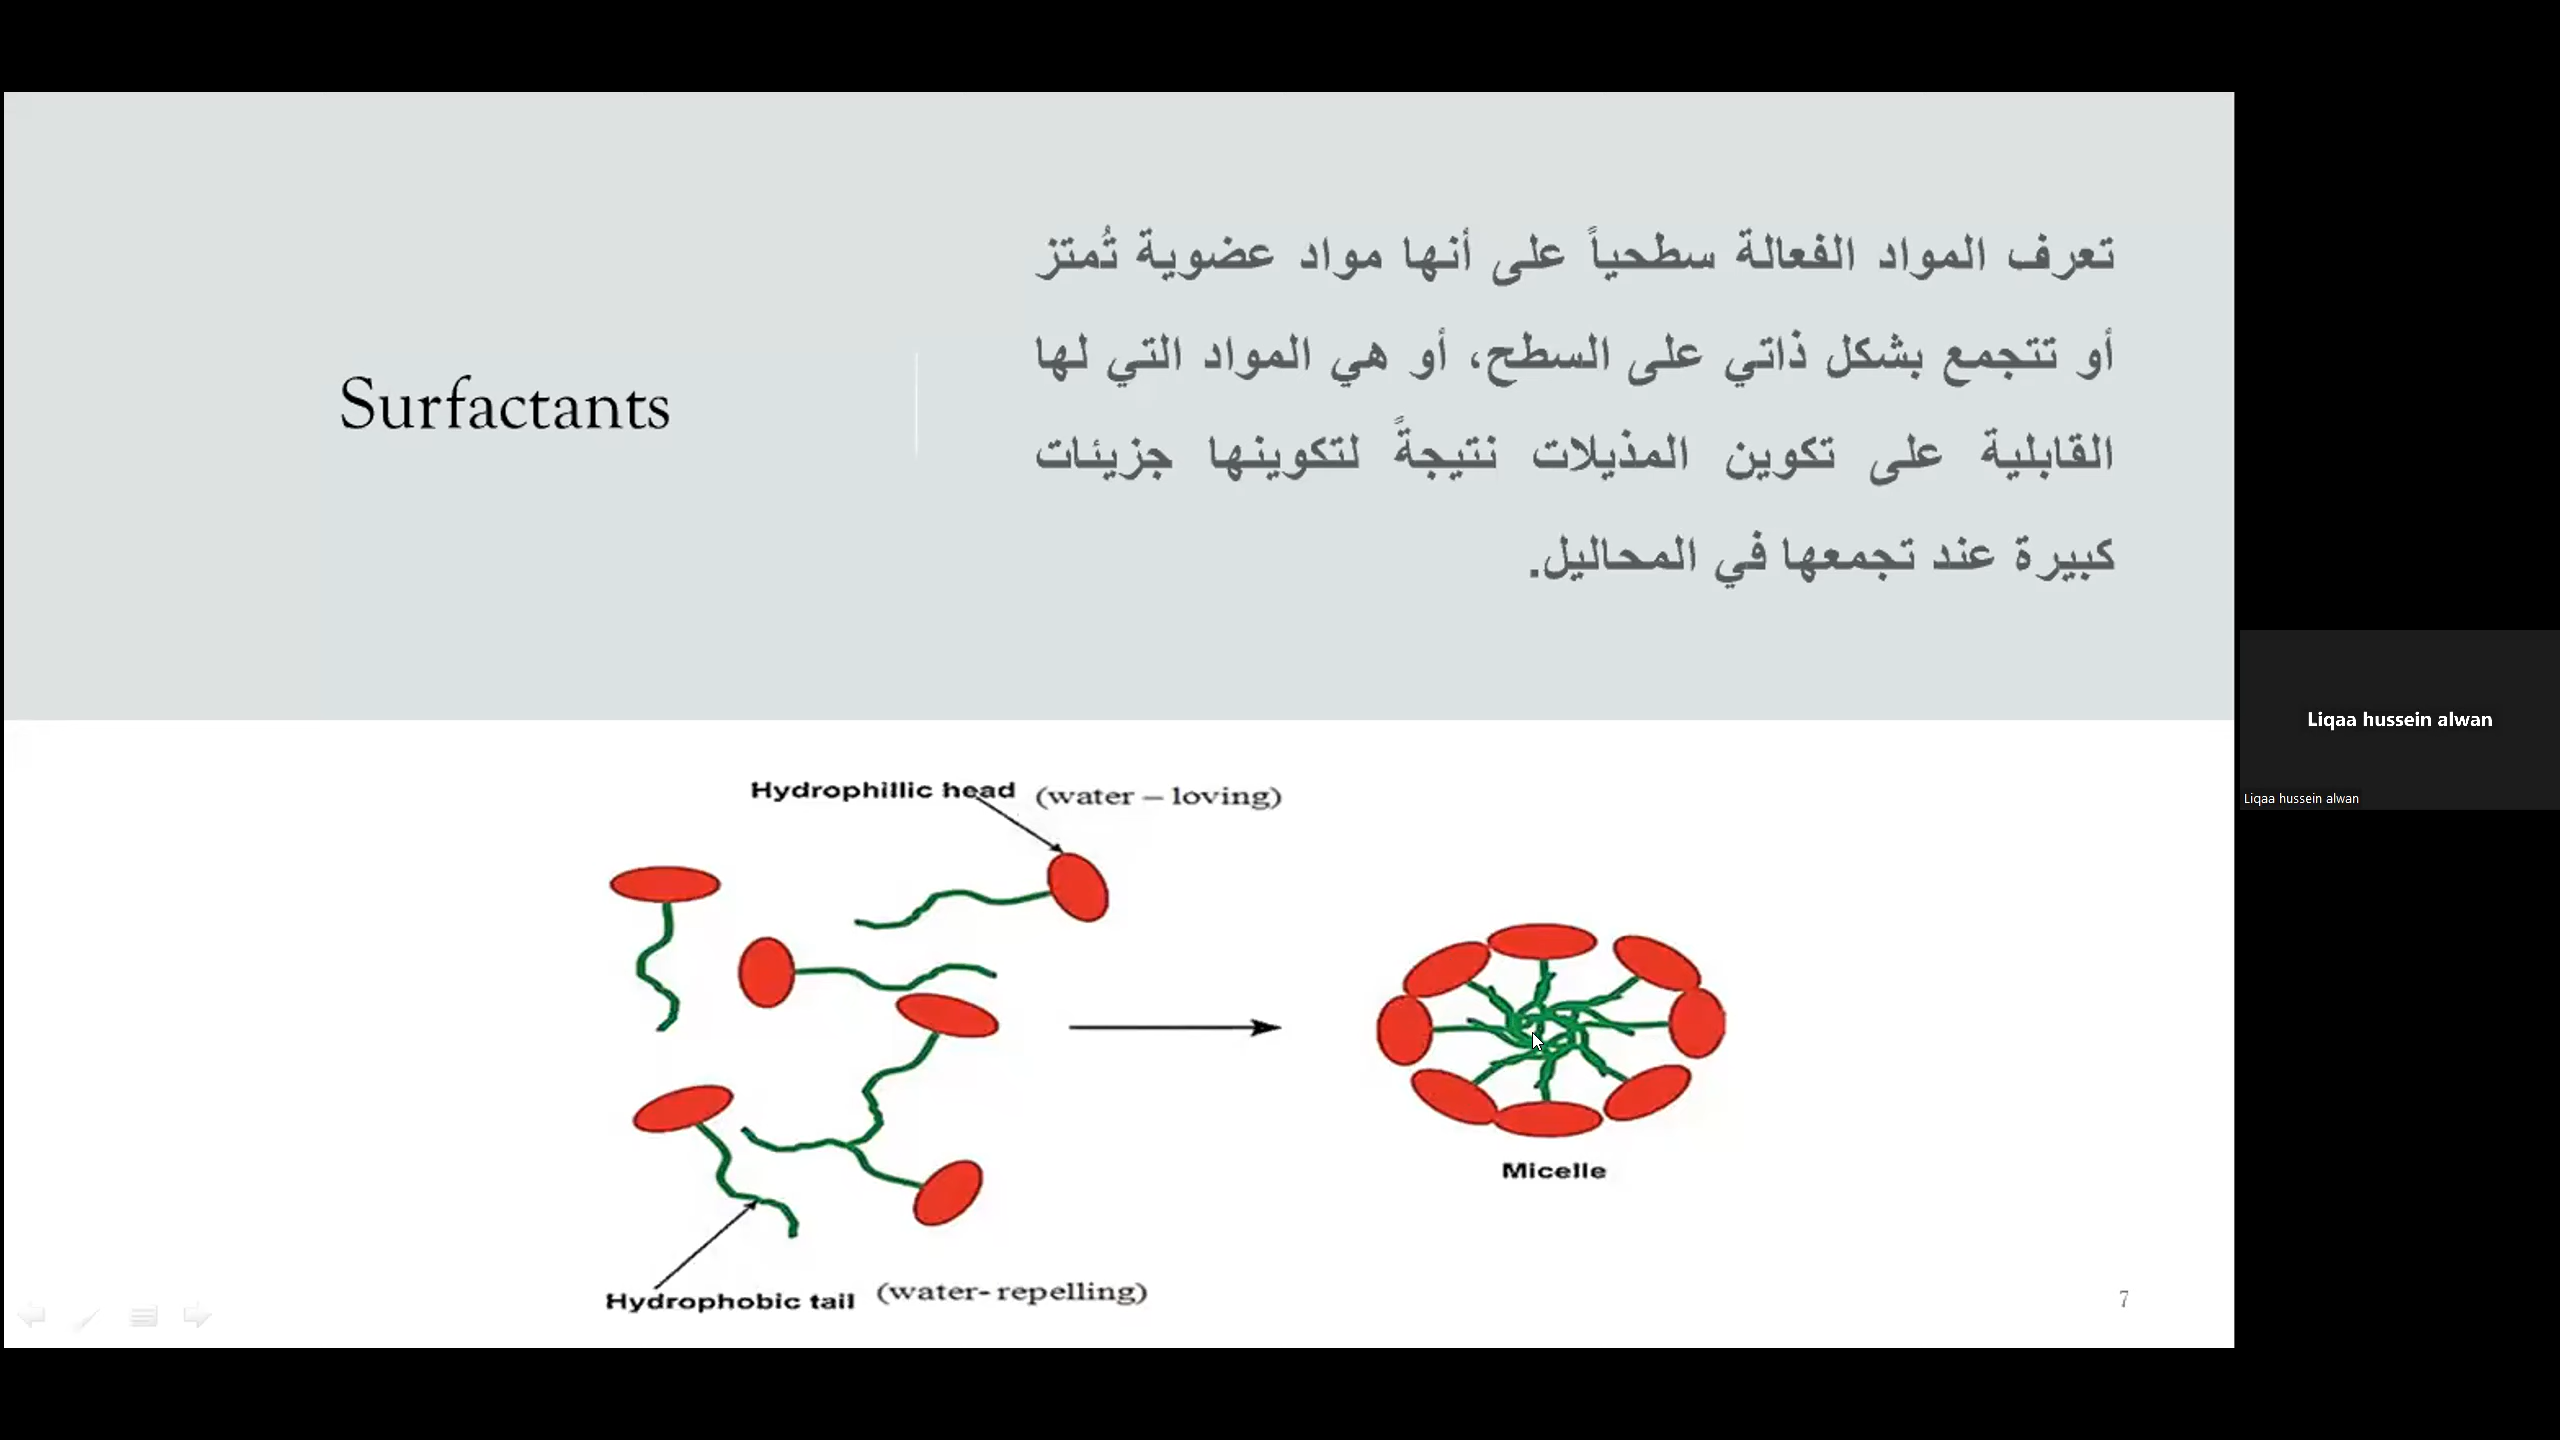 Surfactants
تعرف المواد الفعالة سطحياً على أنها مواد عضوية تُمتز
أو تتجمع بشكل ذاتي على السطح، أو هي المواد التي لها
القابلية على تكوين المذيلات نتيجةً لتكوينها جزيئات
كبيرة عند تجمعها في المحاليل.
Liqaa hussein alwan
Liqaa hussein alwan
Hydrophillic head (water – loving)
Micelle
Hydrophobic tail (water- repelling)
7